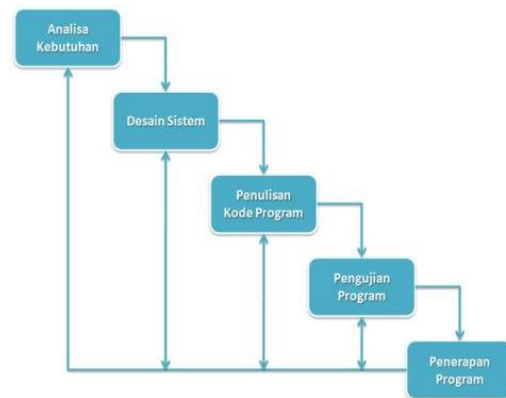 Analisa
Kebutuhan
Desain Sistem
Penulisan
Kode Program
Pengujian
Program
Penerapan
Program